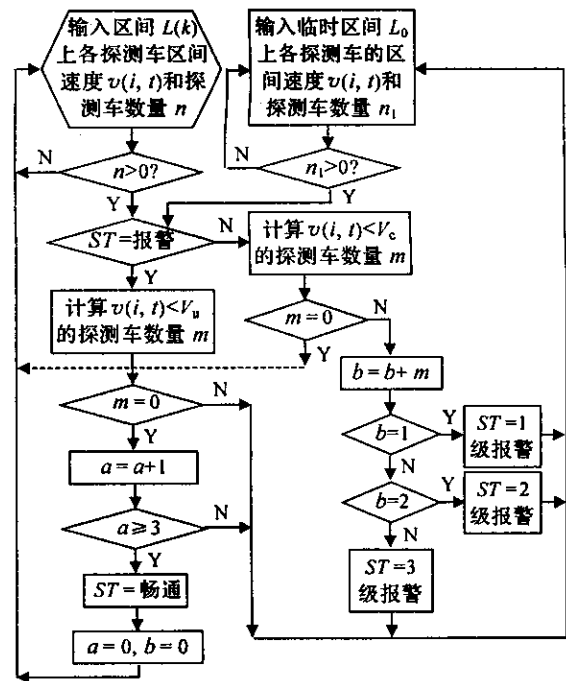 输入区间 L(k)
上各探测车区间
速度 v(i, t)和探
测车数量 n
输入临时区间 L₀
上各探测车的区
间速度 v(i, t)和
探测车数量 n₁
N
n>0?
Y
N
n₁>0?
Y
ST=报警
N
Y
计算 v(i, t)<Vc
的探测车数量 m
计算 v(i, t)<Vu
的探测车数量 m
m=0
N
Y
b=b+m
m=0
N
Y
b=1
Y
N
ST=1
级报警
a=a+1
b=2
Y
N
ST=2
级报警
a≥3
N
Y
ST=3
级报警
ST=畅通
a=0, b=0